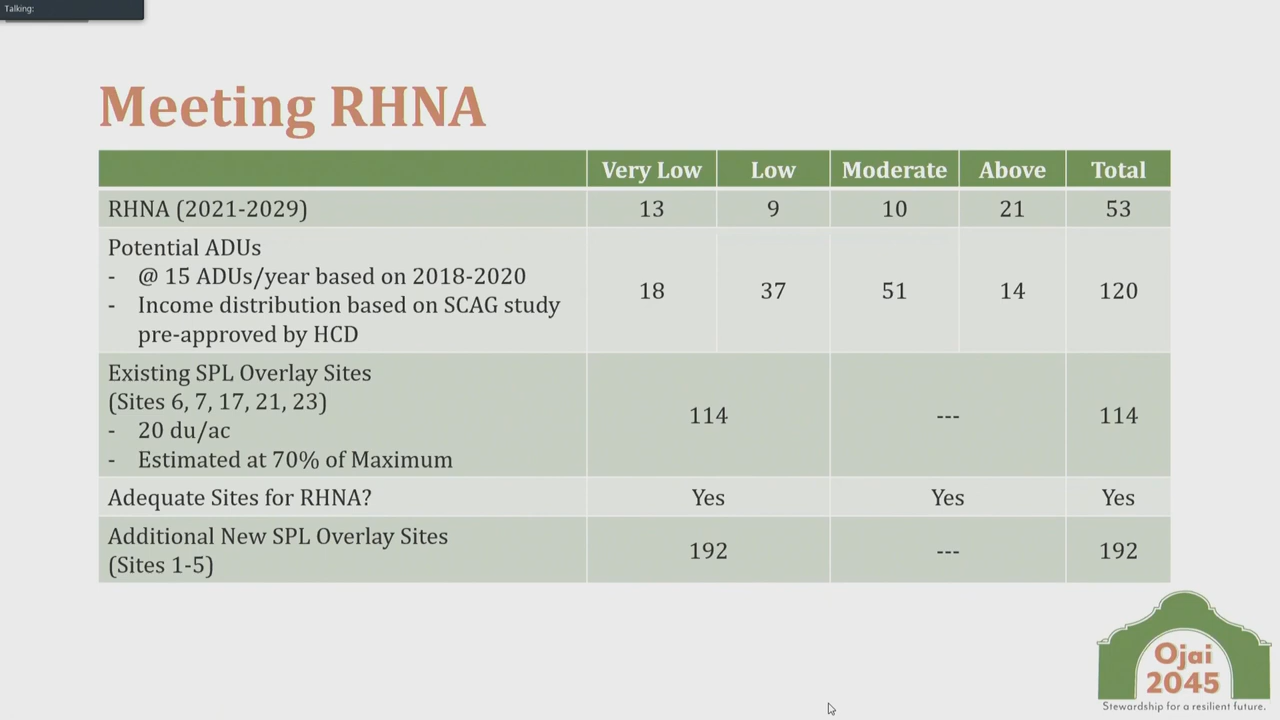 Talking:
Meeting RHNA
Very Low Low Moderate Above Total
RHNA (2021-2029) 13 9 10 21 53
Potential ADUs
- @ 15 ADUs/year based on 2018-2020
- Income distribution based on SCAG study
pre-approved by HCD
18 37 51 14 120
Existing SPL Overlay Sites
(Sites 6, 7, 17, 21, 23)
- 20 du/ac
- Estimated at 70% of Maximum
114 --- 114
Adequate Sites for RHNA? Yes Yes Yes
Additional New SPL Overlay Sites
(Sites 1-5)
192 --- 192
Ojai
2045
Stewardship for a resilient future.